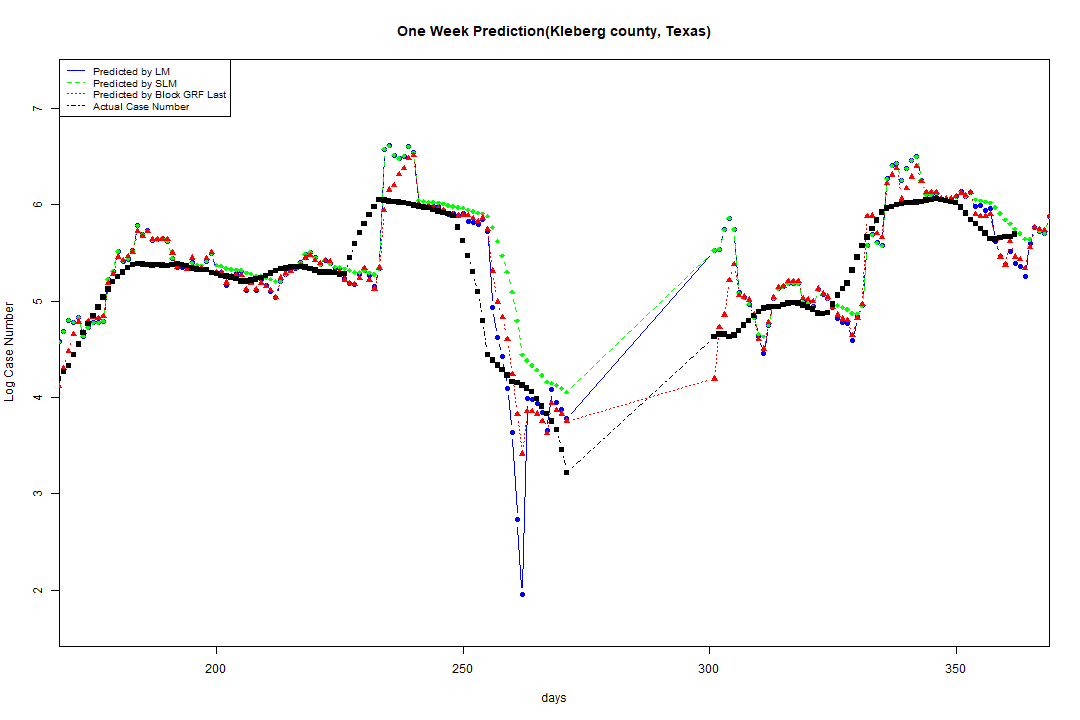 One Week Prediction(Kleberg county, Texas)
Predicted by LM
Predicted by SLM
Predicted by Block GRF Last
Actual Case Number
7
6
5
4
3
2
Log Case Number
200 250 300 350
days